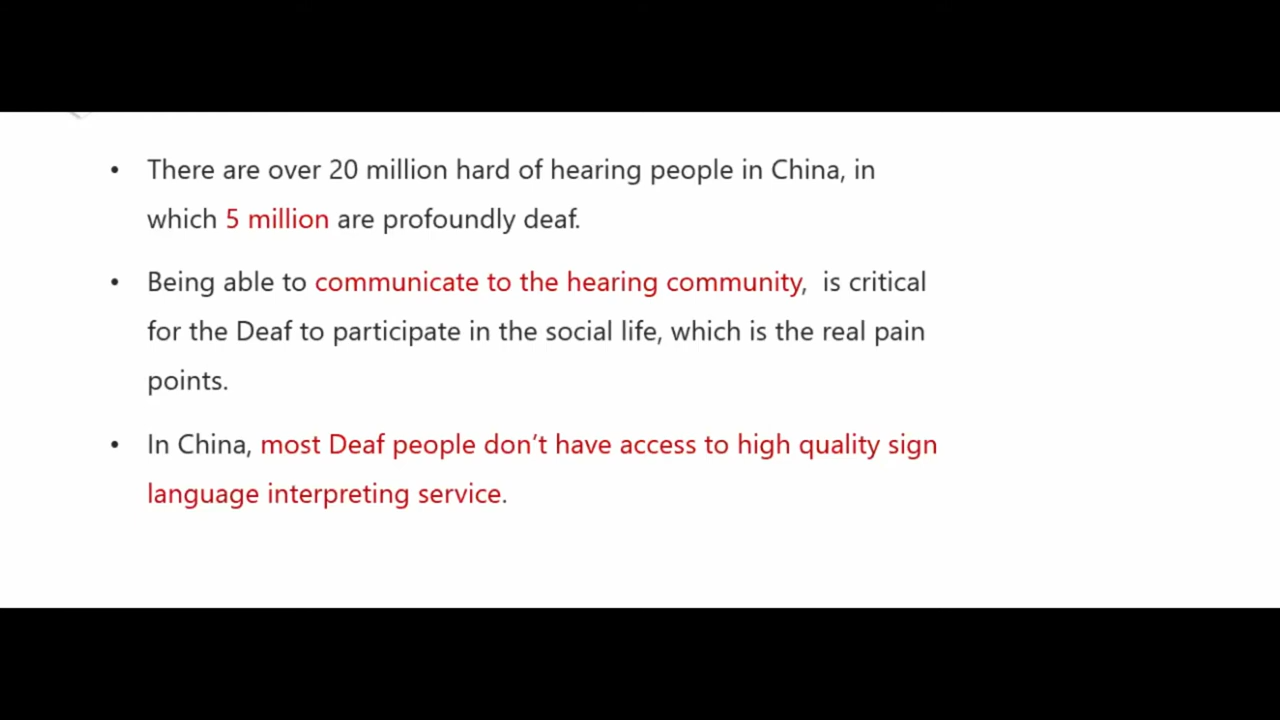 • There are over 20 million hard of hearing people in China, in
which 5 million are profoundly deaf.
• Being able to communicate to the hearing community,  is critical
for the Deaf to participate in the social life, which is the real pain
points.
• In China, most Deaf people don’t have access to high quality sign
language interpreting service.